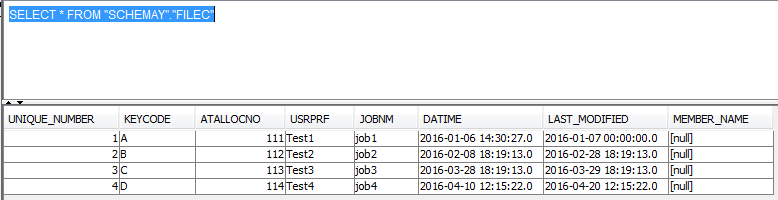 SELECT * FROM "SCHEMAY"."FILEC"
UNIQUE_NUMBER KEYCODE ATALLOCNO USRPRF JOBNM DATIME LAST_MODIFIED MEMBER_NAME
1 A 111 Test1 job1 2016-01-06 14:30:27.0 2016-01-07 00:00:00.0 [null]
2 B 112 Test2 job2 2016-02-08 18:19:13.0 2016-02-28 18:19:13.0 [null]
3 C 113 Test3 job3 2016-03-28 18:19:13.0 2016-03-29 18:19:13.0 [null]
4 D 114 Test4 job4 2016-04-10 12:15:22.0 2016-04-20 12:15:22.0 [null]